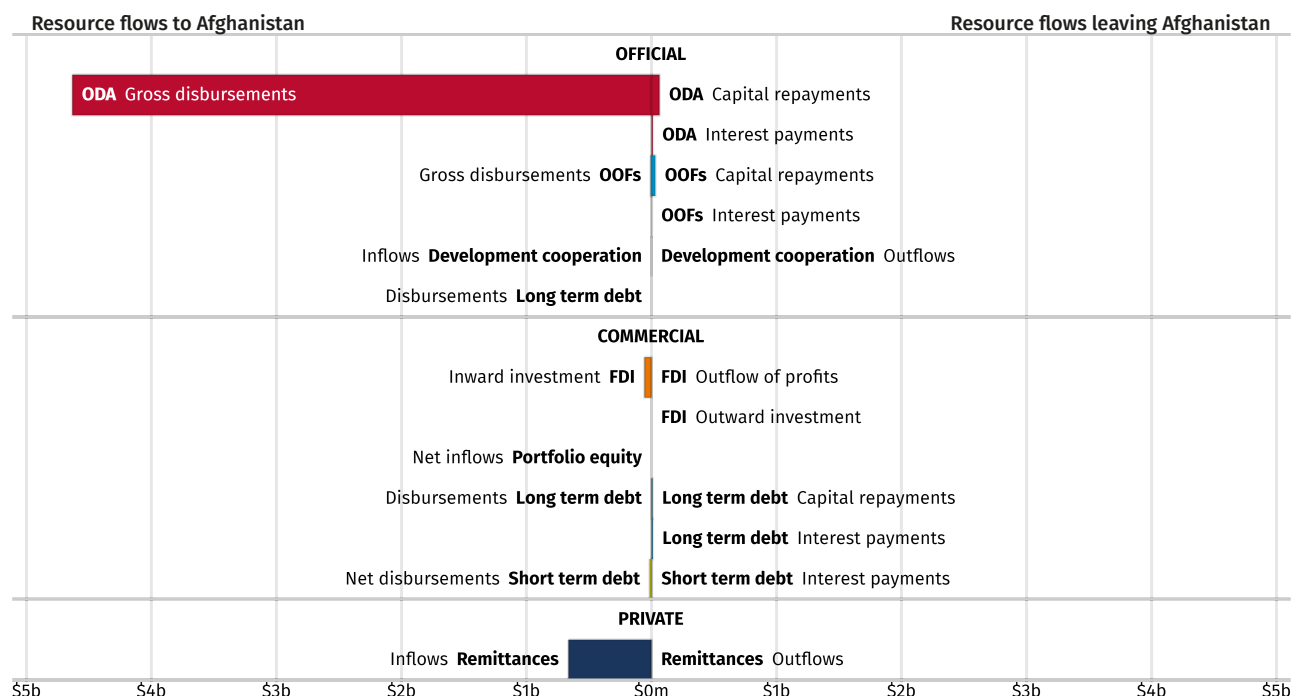 Resource flows to Afghanistan Resource flows leaving Afghanistan
OFFICIAL
ODA Gross disbursements ODA Capital repayments
ODA Interest payments
Gross disbursements OOFs OOFs Capital repayments
OOFs Interest payments
Inflows Development cooperation Development cooperation Outflows
Disbursements Long term debt
COMMERCIAL
Inward investment FDI FDI Outflow of profits
FDI Outward investment
Net inflows Portfolio equity
Disbursements Long term debt Long term debt Capital repayments
Long term debt Interest payments
Net disbursements Short term debt Short term debt Interest payments
PRIVATE
Inflows Remittances Remittances Outflows
$5b $4b $3b $2b $1b $0m $1b $2b $3b $4b $5b